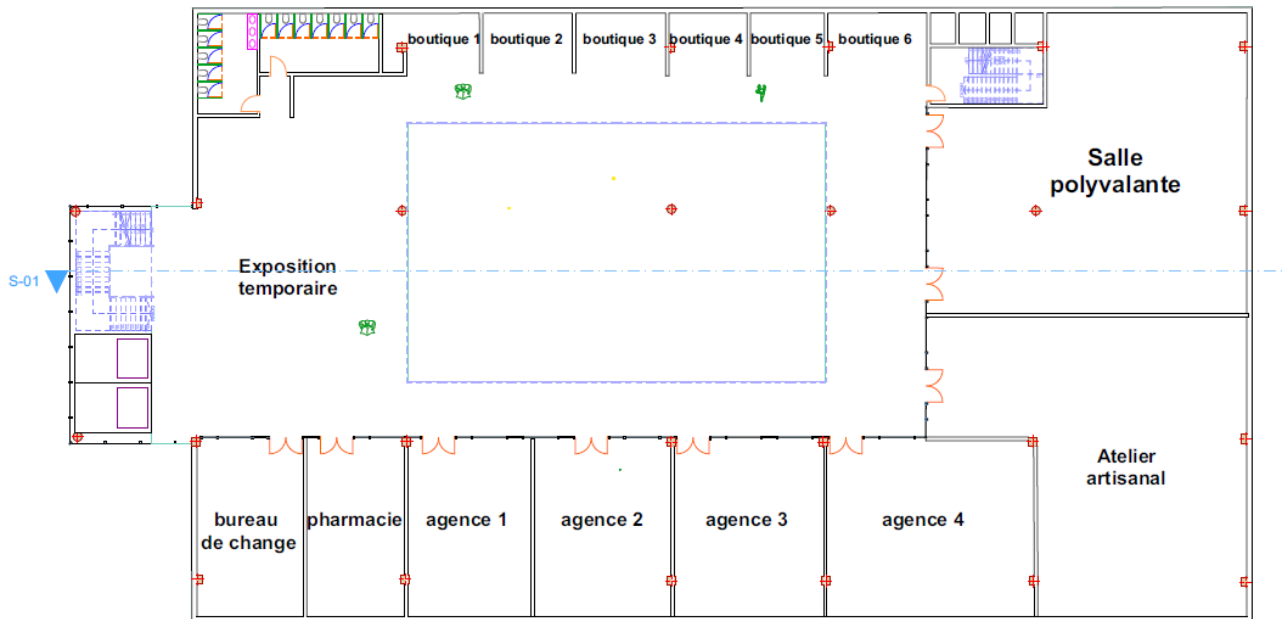 boutique 1
boutique 2
boutique 3
boutique 4
boutique 5
boutique 6
Salle
polyvalante
S-01
Exposition
temporaire
Atelier
artisanal
bureau
de change
pharmacie
agence 1
agence 2
agence 3
agence 4